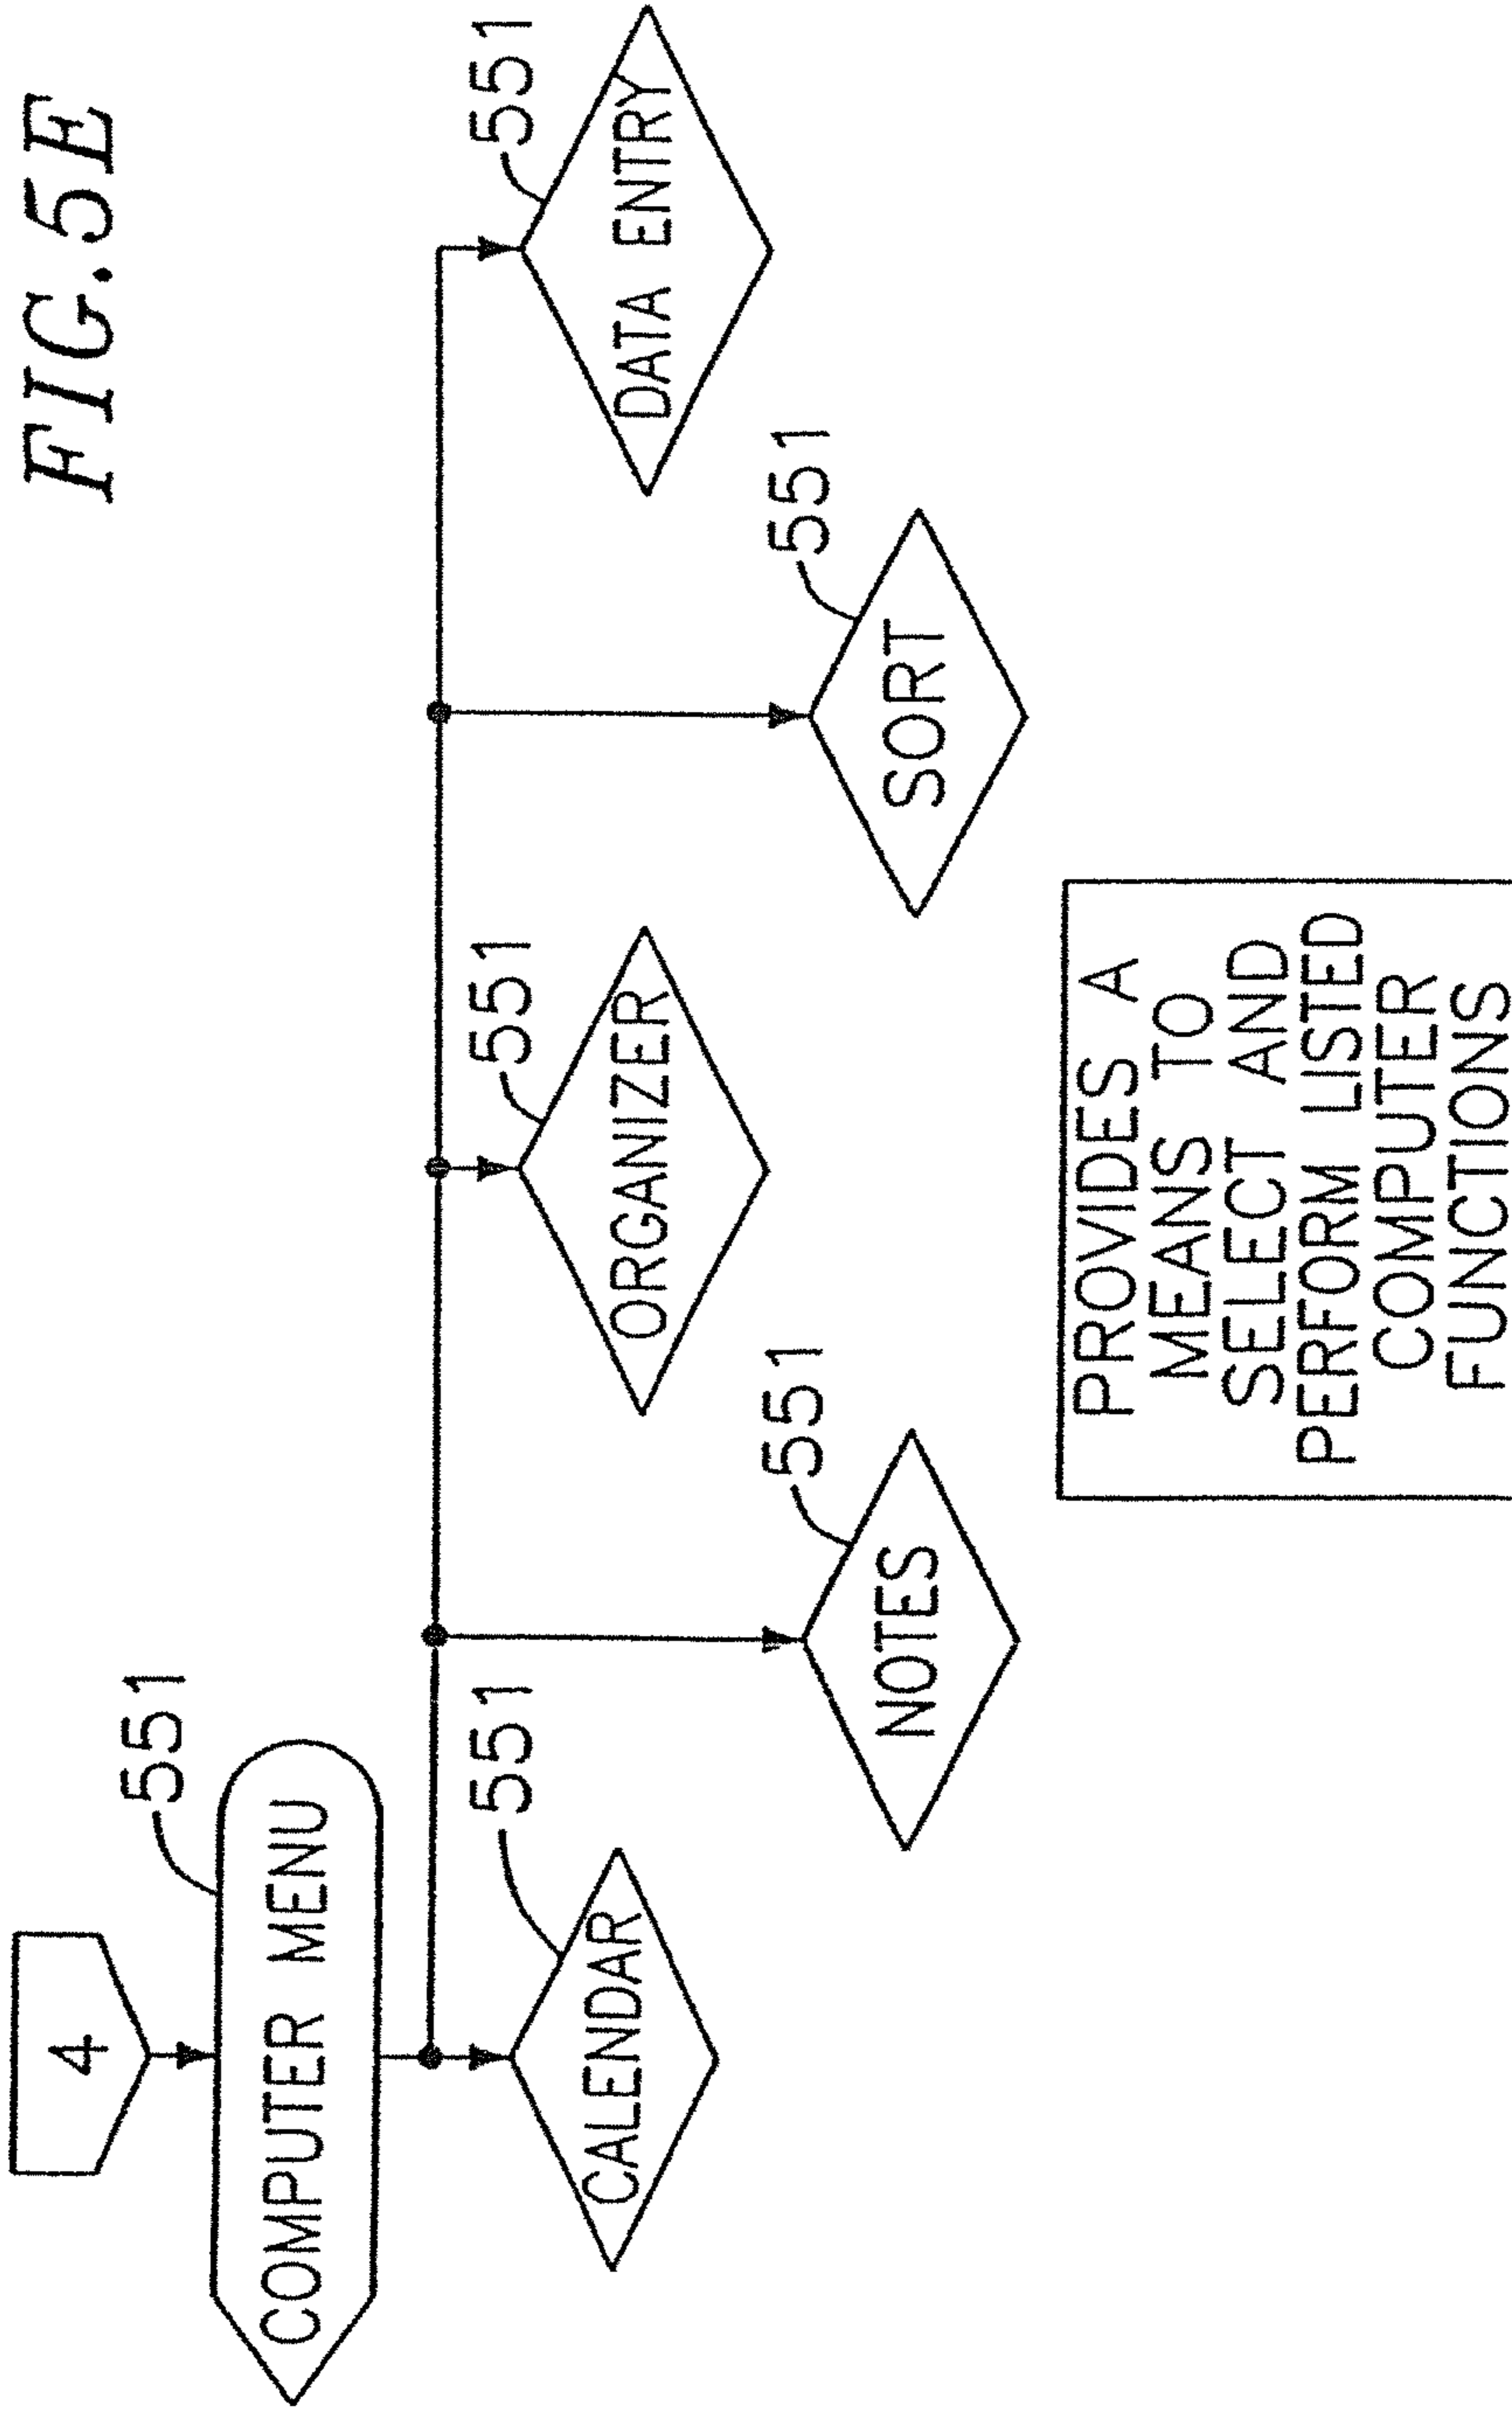 FIG.5E
4
551
COMPUTER MENU
551
CALENDAR
551
NOTES
551
ORGANIZER
551
SORT
551
DATA ENTRY
PROVIDES A
MEANS TO
SELECT AND
PERFORM LISTED
COMPUTER
FUNCTIONS